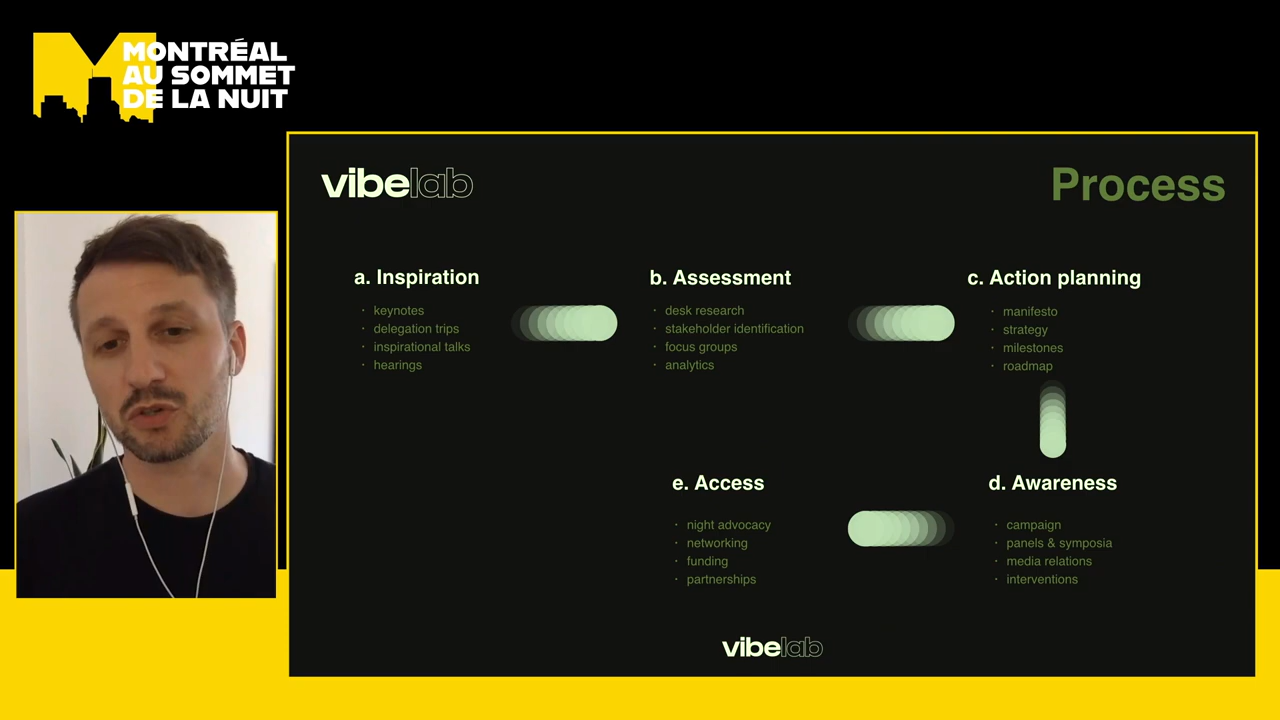 MONTRÉAL
AU SOMMET
DE LA NUIT
vibelab
Process
a. Inspiration
· keynotes
· delegation trips
· inspirational talks
· hearings
b. Assessment
· desk research
· stakeholder identification
· focus groups
· analytics
c. Action planning
· manifesto
· strategy
· milestones
· roadmap
d. Awareness
· campaign
· panels & symposia
· media relations
· interventions
e. Access
· night advocacy
· networking
· funding
· partnerships
vibelab